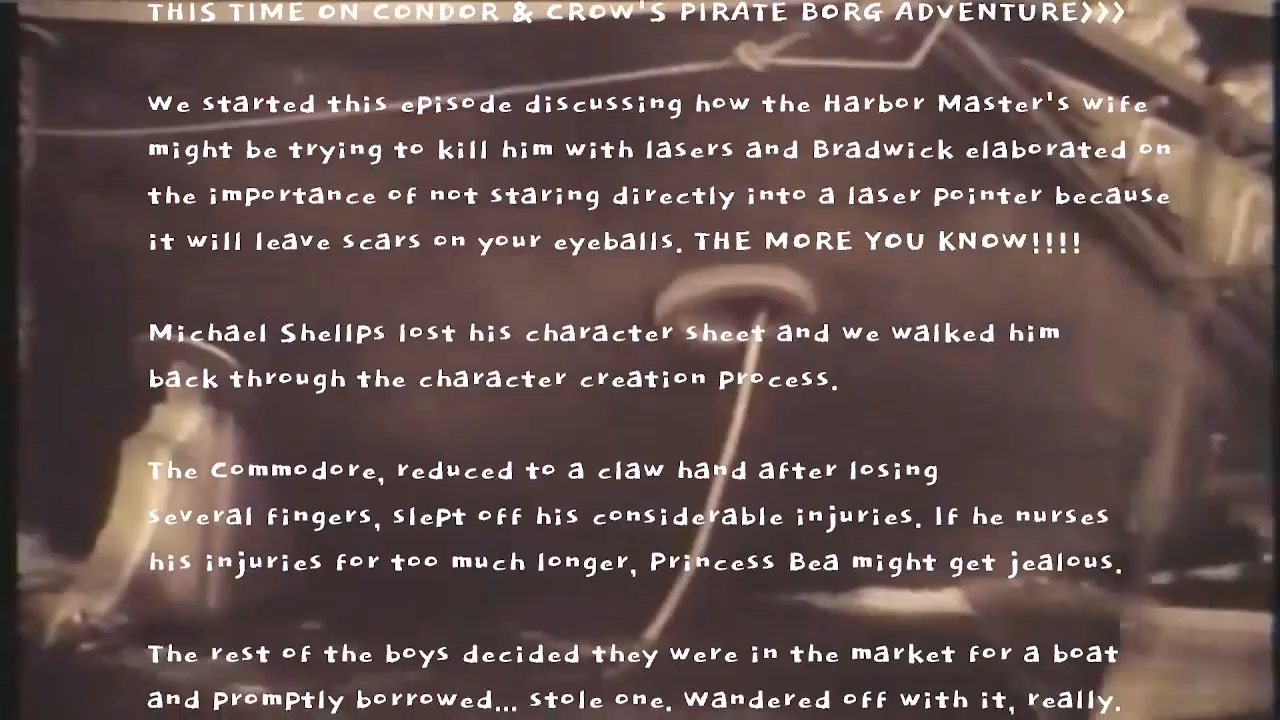 THIS TIME ON CONDOR & CROW'S PIRATE BORG ADVENTURE>>>
We started this episode discussing how the Harbor Master's wife
might be trying to kill him with lasers and Bradwick elaborated on
the importance of not staring directly into a laser pointer because
it will leave scars on your eyeballs. THE MORE YOU KNOW!!!!
Michael Shellps lost his character sheet and we walked him
back through the character creation process.
The Commodore, reduced to a claw hand after losing
several fingers, slept off his considerable injuries. If he nurses
his injuries for too much longer, Princess Bea might get jealous.
The rest of the boys decided they were in the market for a boat
and promptly borrowed... stole one. Wandered off with it, really.